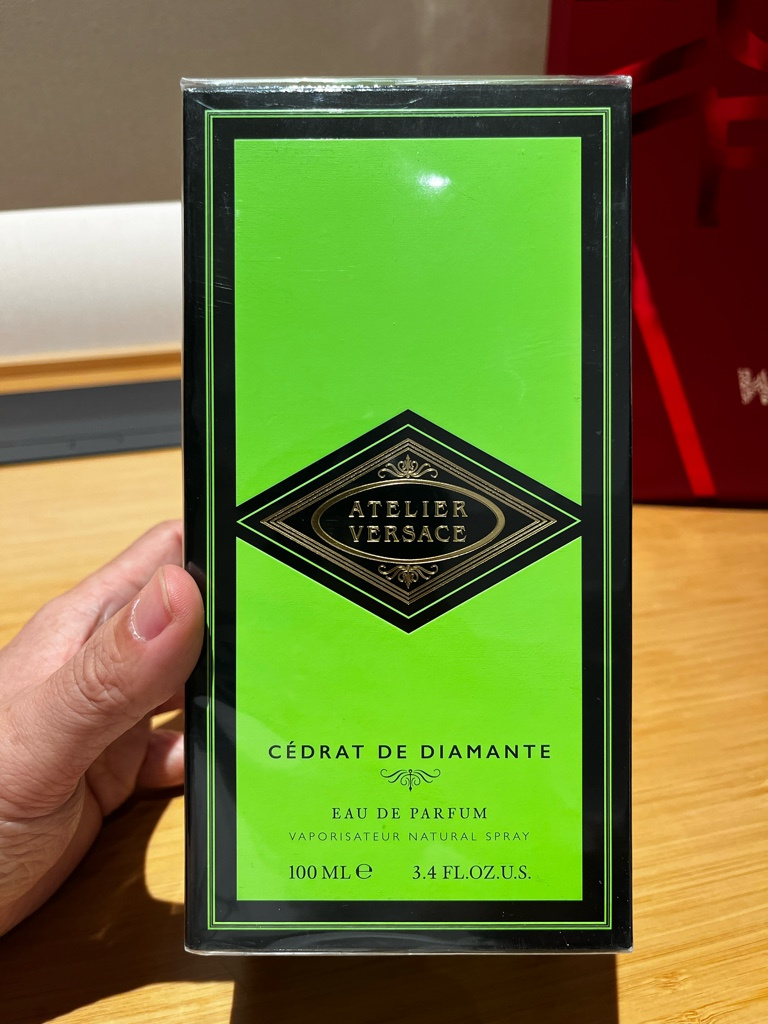 ATELIER
VERSACE
CÉDRAT DE DIAMANTE
EAU DE PARFUM
VAPORISATEUR NATURAL SPRAY
100 ML ℮ 3.4 FL.OZ.U.S.